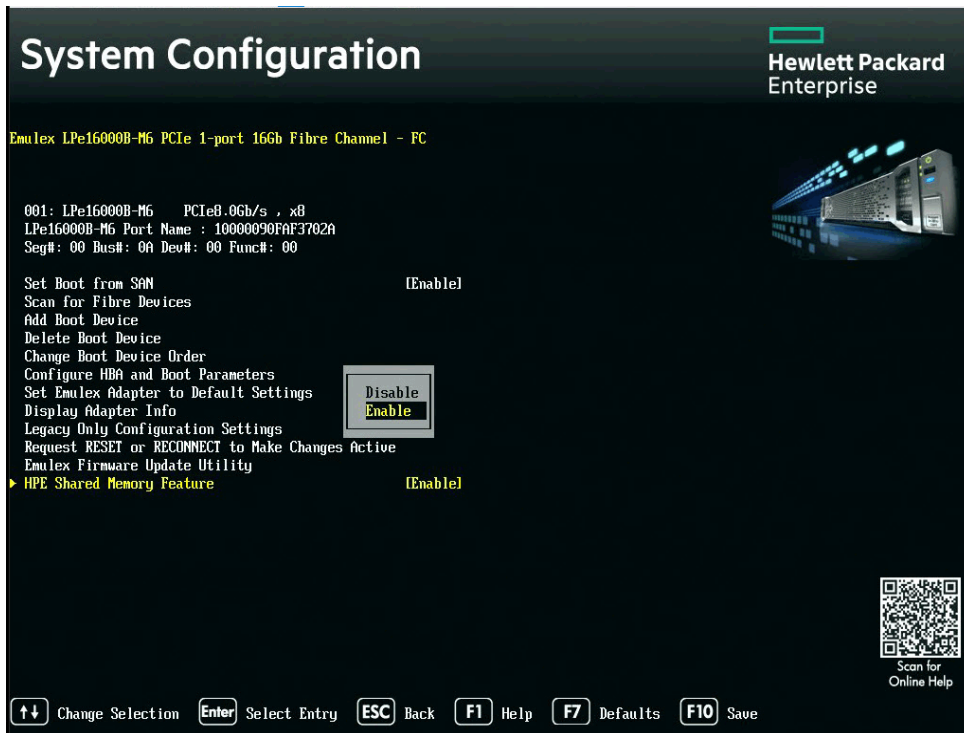 System Configuration
Hewlett Packard
Enterprise
Emulex LPe16000B-M6 PCIe 1-port 16Gb Fibre Channel - FC
001: LPe16000B-M6 PCIe8.0Gb/s , x8
LPe16000B-M6 Port Name : 10000090FAF3702A
Seg#: 00 Bus#: 0A Dev#: 00 Func#: 00
Set Boot from SAN [Enable]
Scan for Fibre Devices
Add Boot Device
Delete Boot Device
Change Boot Device Order
Configure HBA and Boot Parameters
Set Emulex Adapter to Default Settings
Disable
Display Adapter Info
Enable
Legacy Only Configuration Settings
Request RESET or RECONNECT to Make Changes Active
Emulex Firmware Update Utility
HPE Shared Memory Feature [Enable]
Scan for
Online Help
↑↓ Change Selection Enter Select Entry ESC Back F1 Help F7 Defaults F10 Save